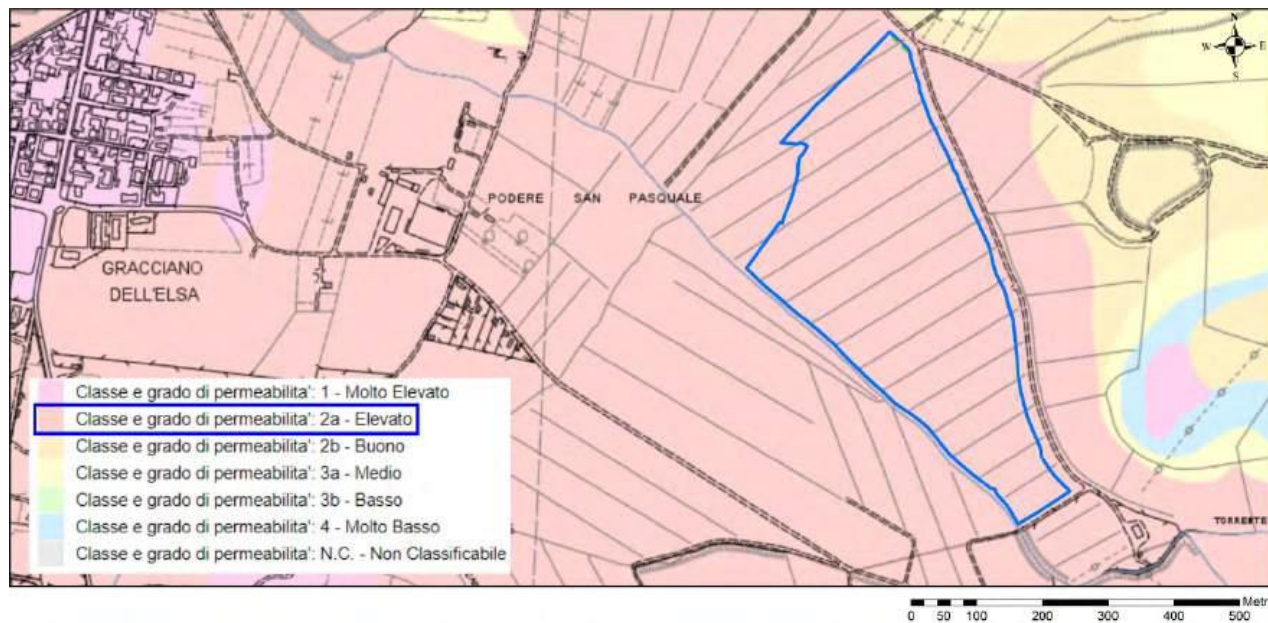 N
W E
S
PODERE SAN PASQUALE
GRACCIANO
DELL'ELSA
Classe e grado di permeabilita': 1 - Molto Elevato
Classe e grado di permeabilita': 2a - Elevato
Classe e grado di permeabilita': 2b - Buono
Classe e grado di permeabilita': 3a - Medio
Classe e grado di permeabilita': 3b - Basso
Classe e grado di permeabilita': 4 - Molto Basso
Classe e grado di permeabilita': N.C. - Non Classificabile
TORRENTE
Metr
0 50 100 200 300 400 500